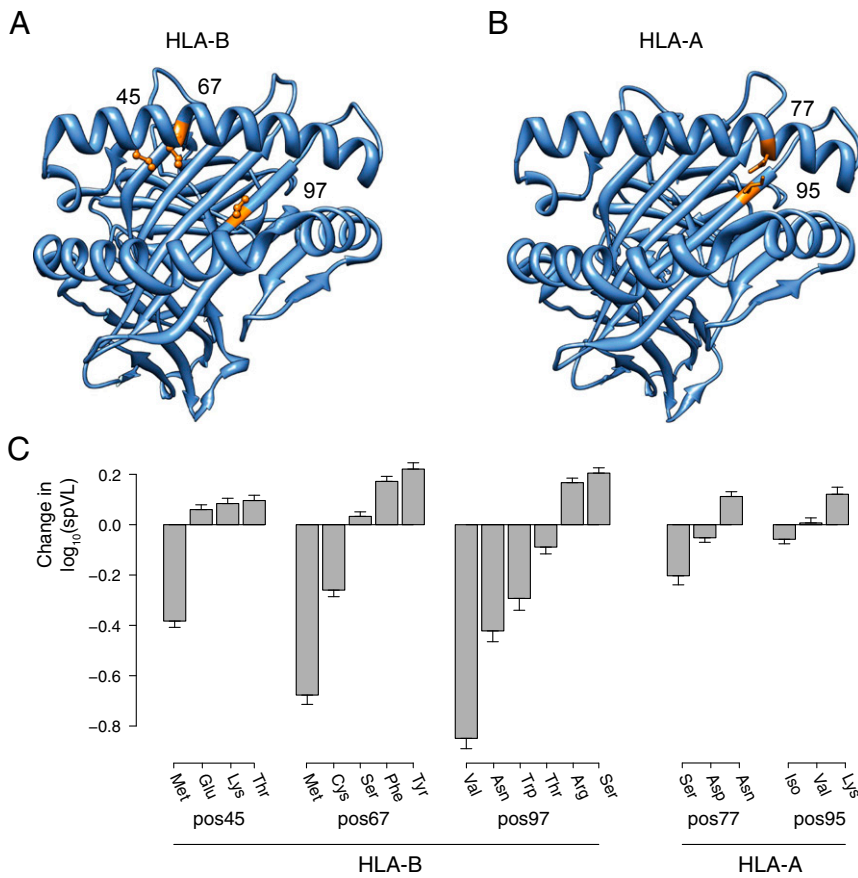 A
HLA-B
45
67
97
B
HLA-A
77
95
C
Change in
log10(spVL)
0.2
0.0
−0.2
−0.4
−0.6
−0.8
Met Glu Lys Thr
pos45
Met Cys Ser Phe Tyr
pos67
Val Asn Trp Thr Arg Ser
pos97
HLA-B
Ser Asp Asn
pos77
Iso Val Lys
pos95
HLA-A